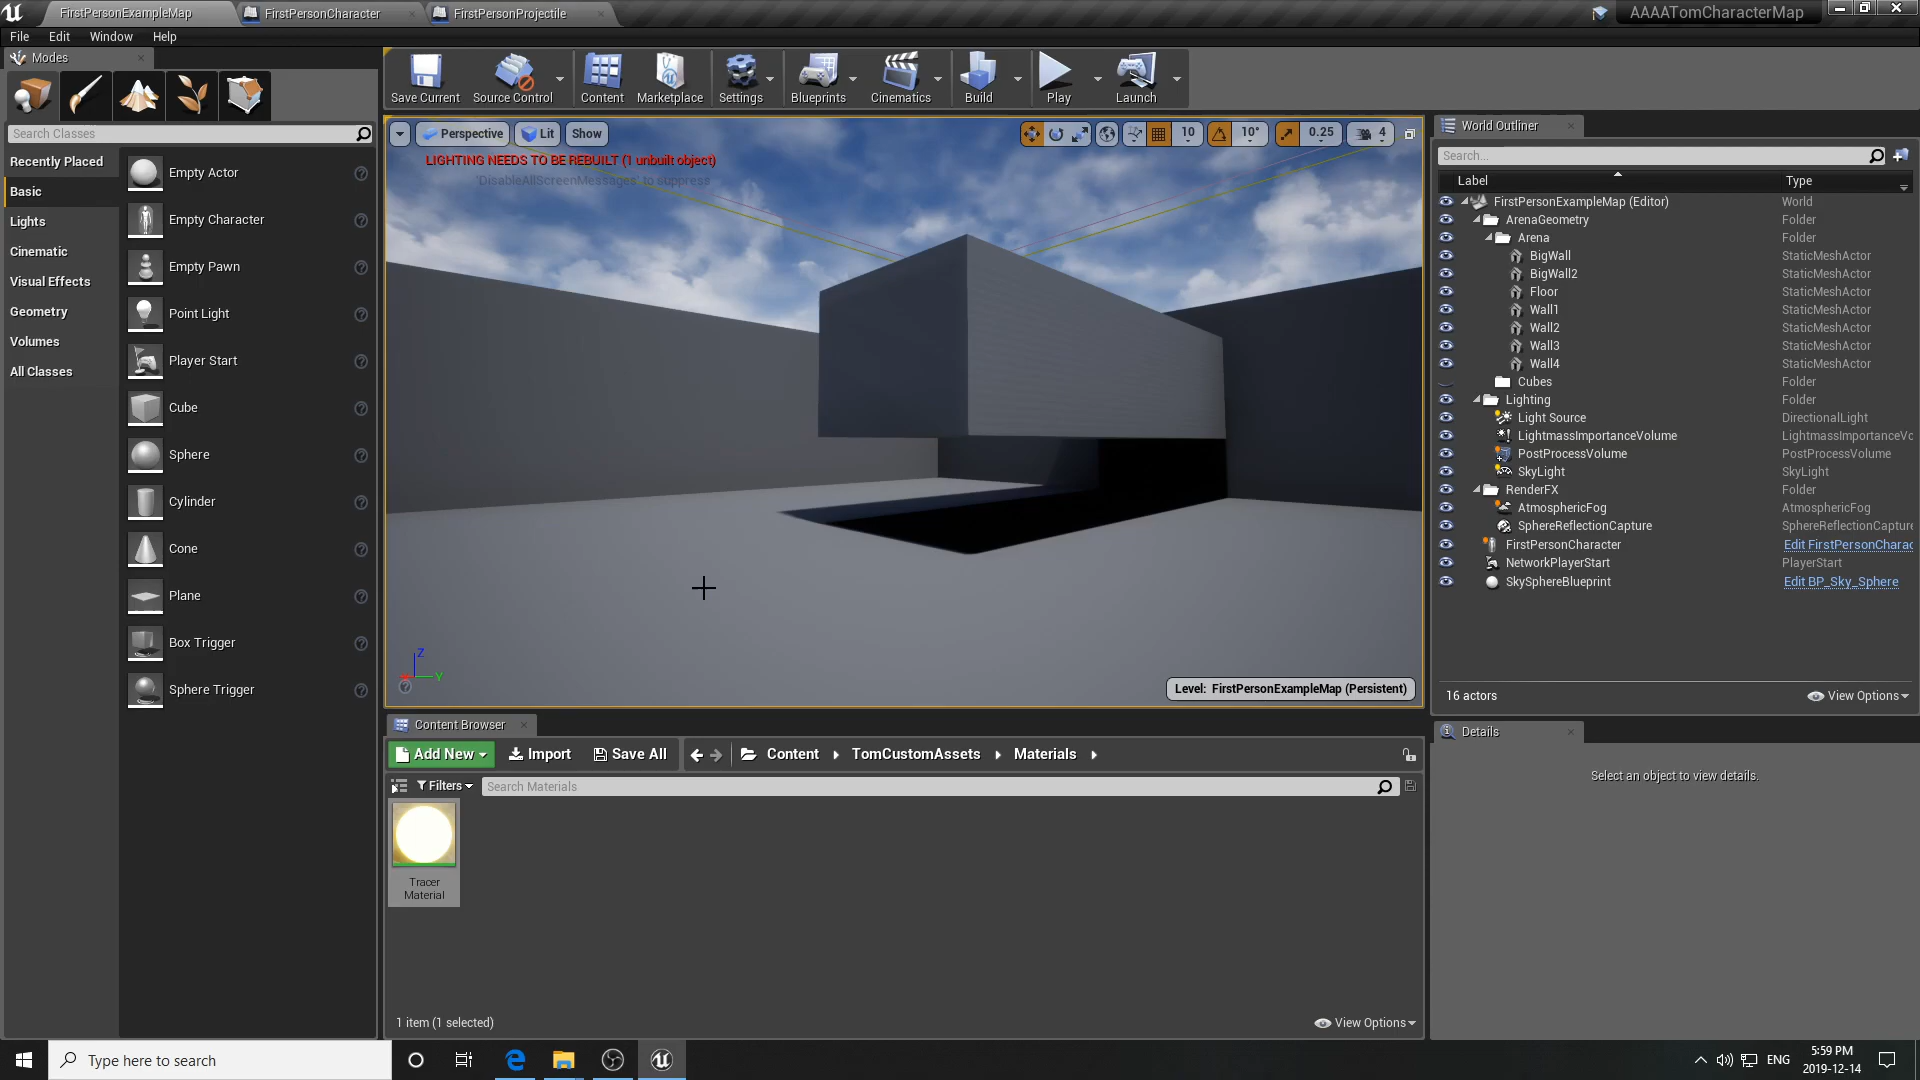 FirstPersonExampleMap
FirstPersonCharacter
FirstPersonProjectile
AAAATomCharacterMap
File
Edit
Window
Help
Modes
Save Current
Source Control
Content
Marketplace
Settings
Blueprints
Cinematics
Build
Play
Launch
Search Classes
Recently Placed
Basic
Lights
Cinematic
Visual Effects
Geometry
Volumes
All Classes
Empty Actor
Empty Character
Empty Pawn
Point Light
Player Start
Cube
Sphere
Cylinder
Cone
Plane
Box Trigger
Sphere Trigger
Perspective
Lit
Show
10
10°
0.25
4
LIGHTING NEEDS TO BE REBUILT (1 unbuilt object)
'DisableAllScreenMessages' to suppress
Z
Y
Level: FirstPersonExampleMap (Persistent)
World Outliner
Search...
Label
Type
FirstPersonExampleMap (Editor) World
ArenaGeometry Folder
Arena Folder
BigWall StaticMeshActor
BigWall2 StaticMeshActor
Floor StaticMeshActor
Wall1 StaticMeshActor
Wall2 StaticMeshActor
Wall3 StaticMeshActor
Wall4 StaticMeshActor
Cubes Folder
Lighting Folder
Light Source DirectionalLight
LightmassImportanceVolume LightmassImportanceVc
PostProcessVolume PostProcessVolume
SkyLight SkyLight
RenderFX Folder
AtmosphericFog AtmosphericFog
SphereReflectionCapture SphereReflectionCapture
FirstPersonCharacter Edit FirstPersonCharac
NetworkPlayerStart PlayerStart
SkySphereBlueprint Edit BP_Sky_Sphere
16 actors
View Options
Details
Select an object to view details.
Content Browser
Add New
Import
Save All
Content
TomCustomAssets
Materials
Filters
Search Materials
Tracer
Material
1 item (1 selected)
View Options
Type here to search
ENG
5:59 PM
2019-12-14